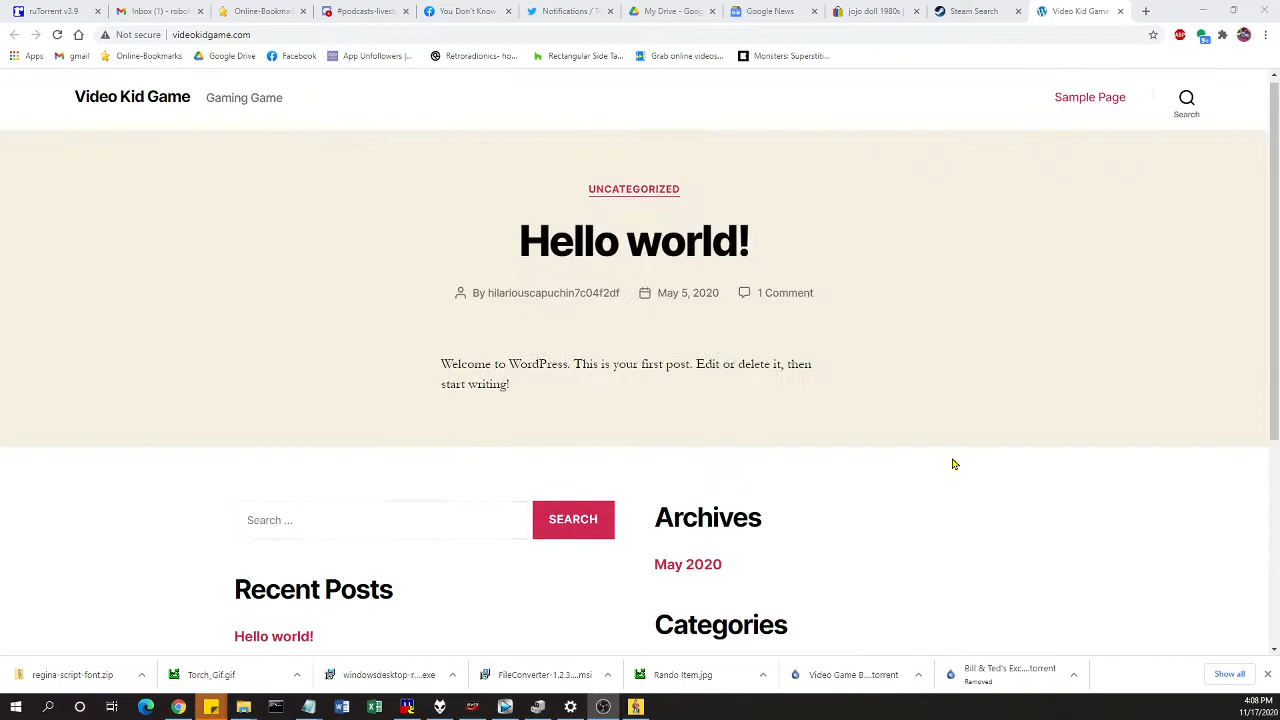 ruTorrent v3.9
Inbox (1) - robo
Online-Bookmark
#podcasts-livest
You Don't Know
Notifications / T
My Drive - Goog
Google News
jojo doll 1980s
Steam Search
Video Kid Game
Not secure
videokidgame.com
Apps
gmail
Online-Bookmarks
Google Drive
Facebook
App Unfollowers |...
Retroradionics- ho...
Rectangular Side Ta...
Grab online videos...
Monsters: Superstiti...
Video Kid Game
Gaming Game
Sample Page
Search
UNCATEGORIZED
Hello world!
By hilariouscapuchin7c04f2df
May 5, 2020
1 Comment
Welcome to WordPress. This is your first post. Edit or delete it, then
start writing!
Search …
SEARCH
Archives
May 2020
Recent Posts
Categories
Hello world!
regina-script-font.zip
Torch_Gif.gif
windowsdesktop-r....exe
FileConverter-1.2.3....msi
Rando Item.jpg
Video Game B....torrent
Bill & Ted's Exc....torrent
Removed
Show all
4:08 PM
11/17/2020